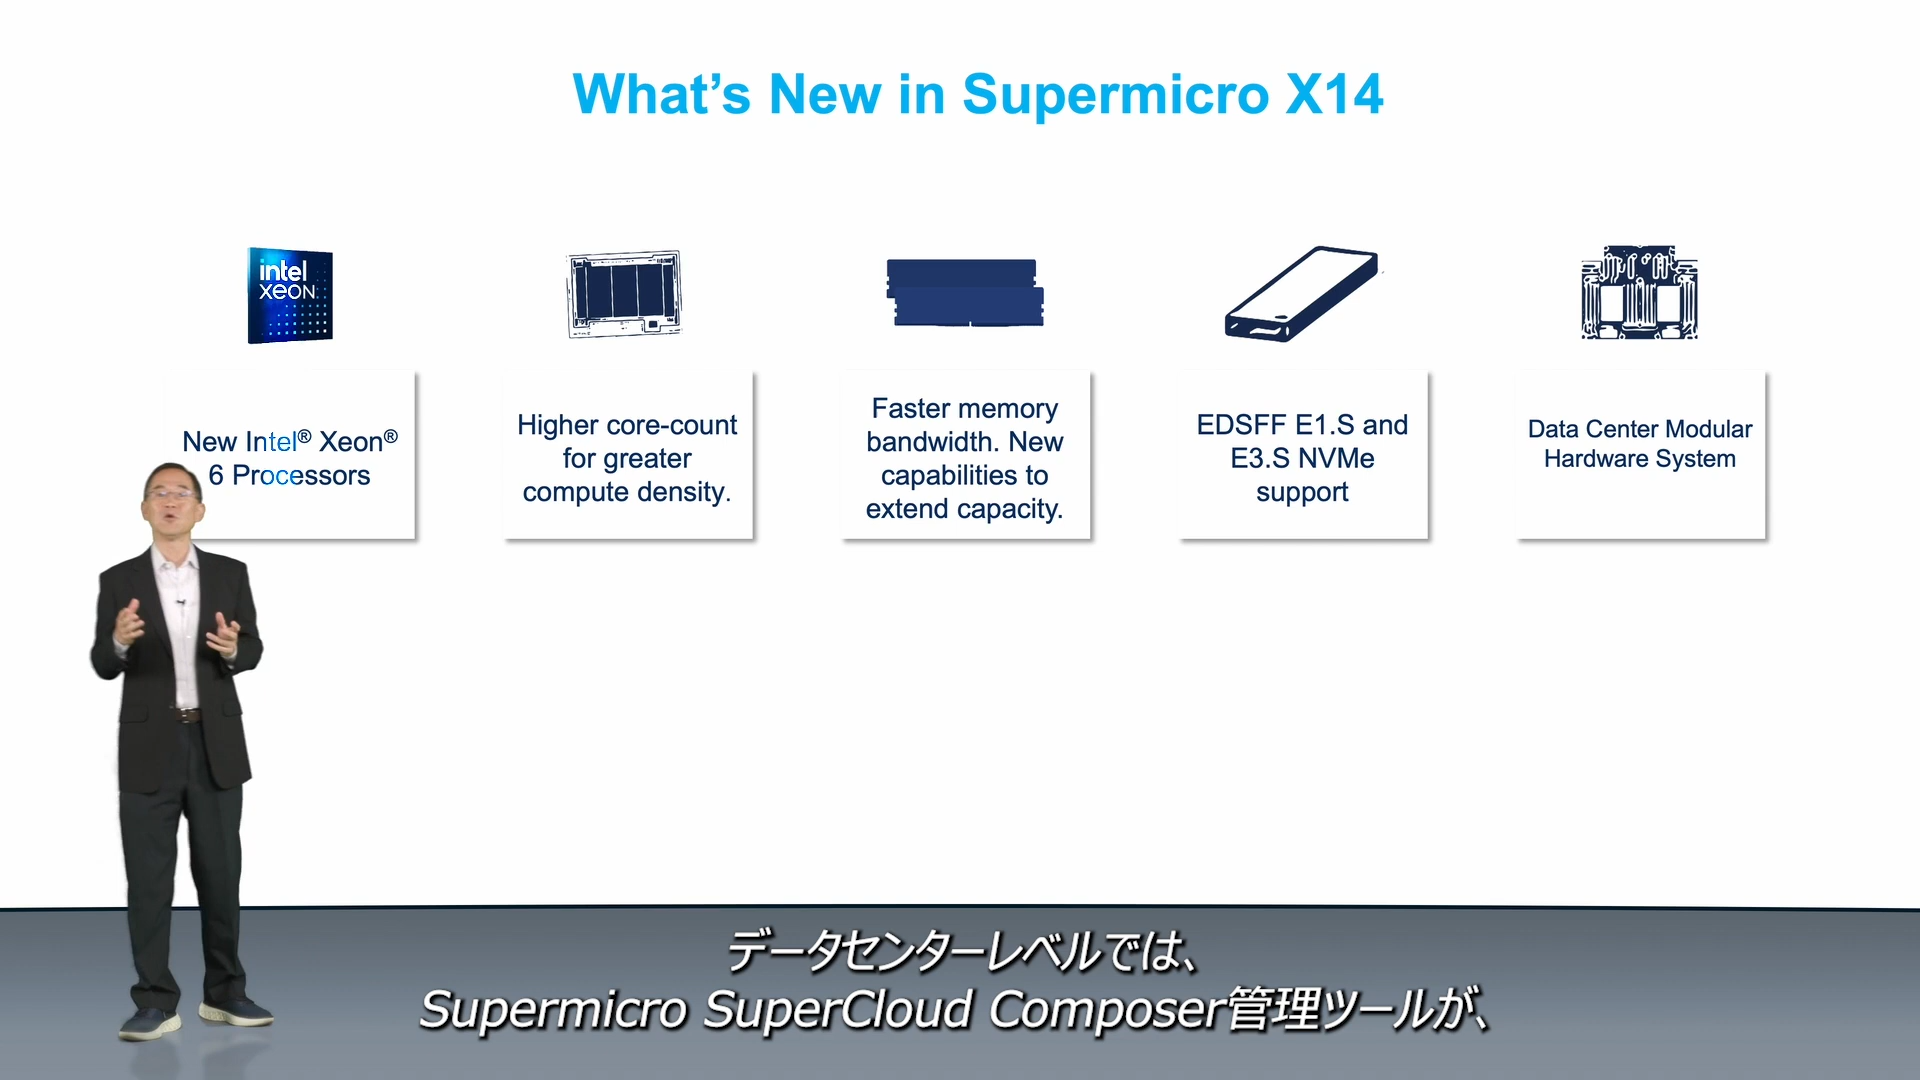 What's New in Supermicro X14
intel
xeon
New Intel® Xeon®
6 Processors
Higher core-count
for greater
compute density.
Faster memory
bandwidth. New
capabilities to
extend capacity.
EDSFF E1.S and
E3.S NVMe
support
Data Center Modular
Hardware System
データセンターレベルでは、
Supermicro SuperCloud Composer管理ツールが、